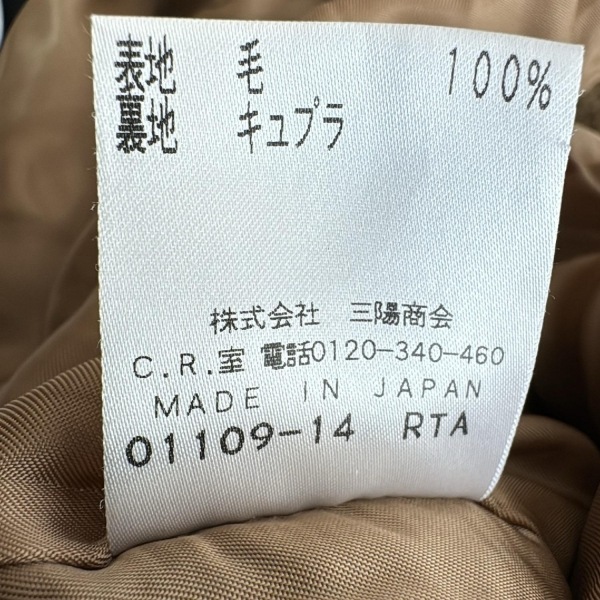 表地 毛 100%
裏地 キュプラ
株式会社 三陽商会
C.R.室 電話0120-340-460
MADE IN JAPAN
01109-14 RTA